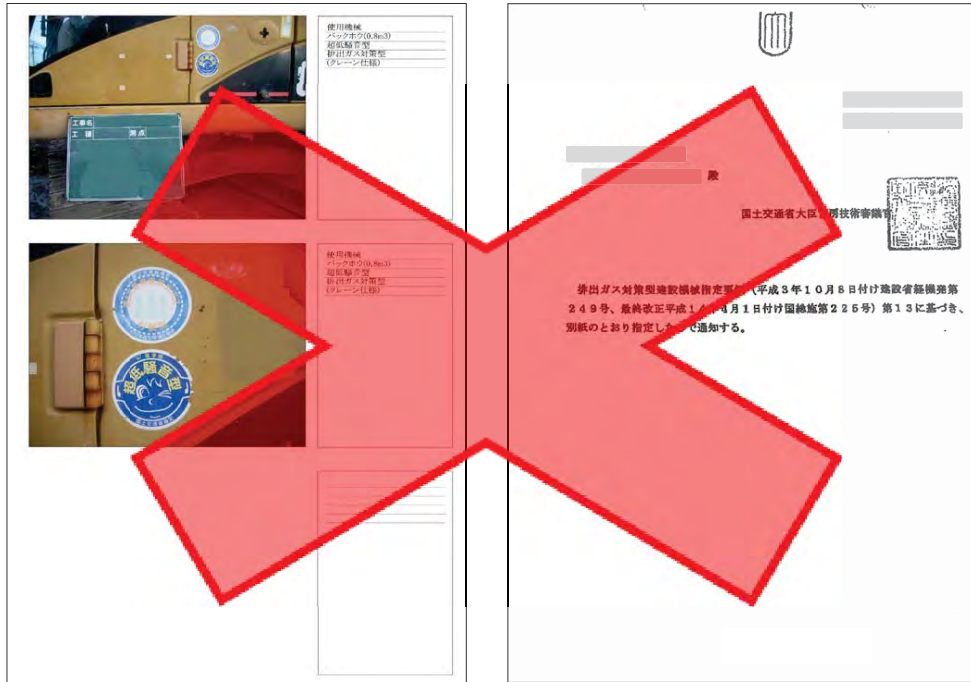 使用機械
バックホウ(0.8m3)
超低騒音型
排出ガス対策型
(クレーン仕様)
工事名
工種
測点
使用機械
バックホウ(0.8m3)
超低騒音型
排出ガス対策型
(クレーン仕様)
超低騒音型
殿
国土交通省大臣 房技術審議官
排出ガス対策型建設機械指定要 (平成3年10月8日付け建設省経機発第
249号、最終改正平成1 年4月1日付け国総施第225号)第13に基づき、
別紙のとおり指定した で通知する。